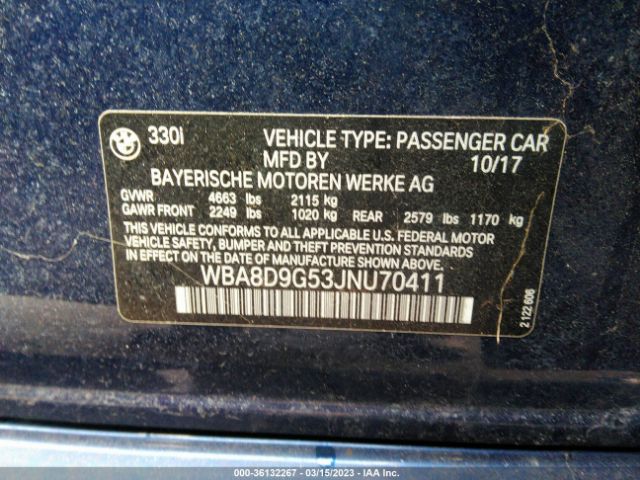 330i VEHICLE TYPE: PASSENGER CAR
MFD BY 10/17
BAYERISCHE MOTOREN WERKE AG
GVWR 4663 lbs 2115 kg
GAWR FRONT 2249 lbs 1020 kg REAR 2579 lbs 1170 kg
THIS VEHICLE CONFORMS TO ALL APPLICABLE U.S. FEDERAL MOTOR
VEHICLE SAFETY, BUMPER AND THEFT PREVENTION STANDARDS
IN EFFECT ON THE DATE OF MANUFACTURE SHOWN ABOVE.
WBA8D9G53JNU70411
2 122 606
000-36132267 - 03/15/2023 - IAA Inc.